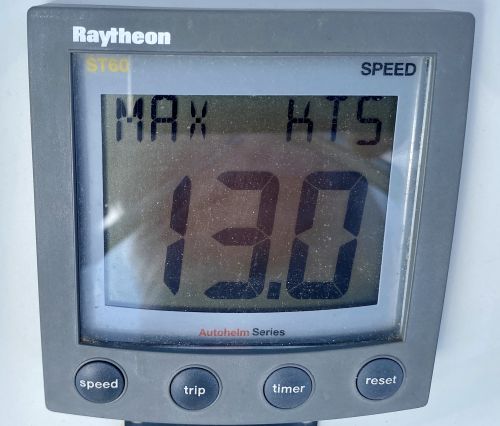 Raytheon
ST60 SPEED
MAX KTS
13.0
Autohelm Series
speed trip timer reset